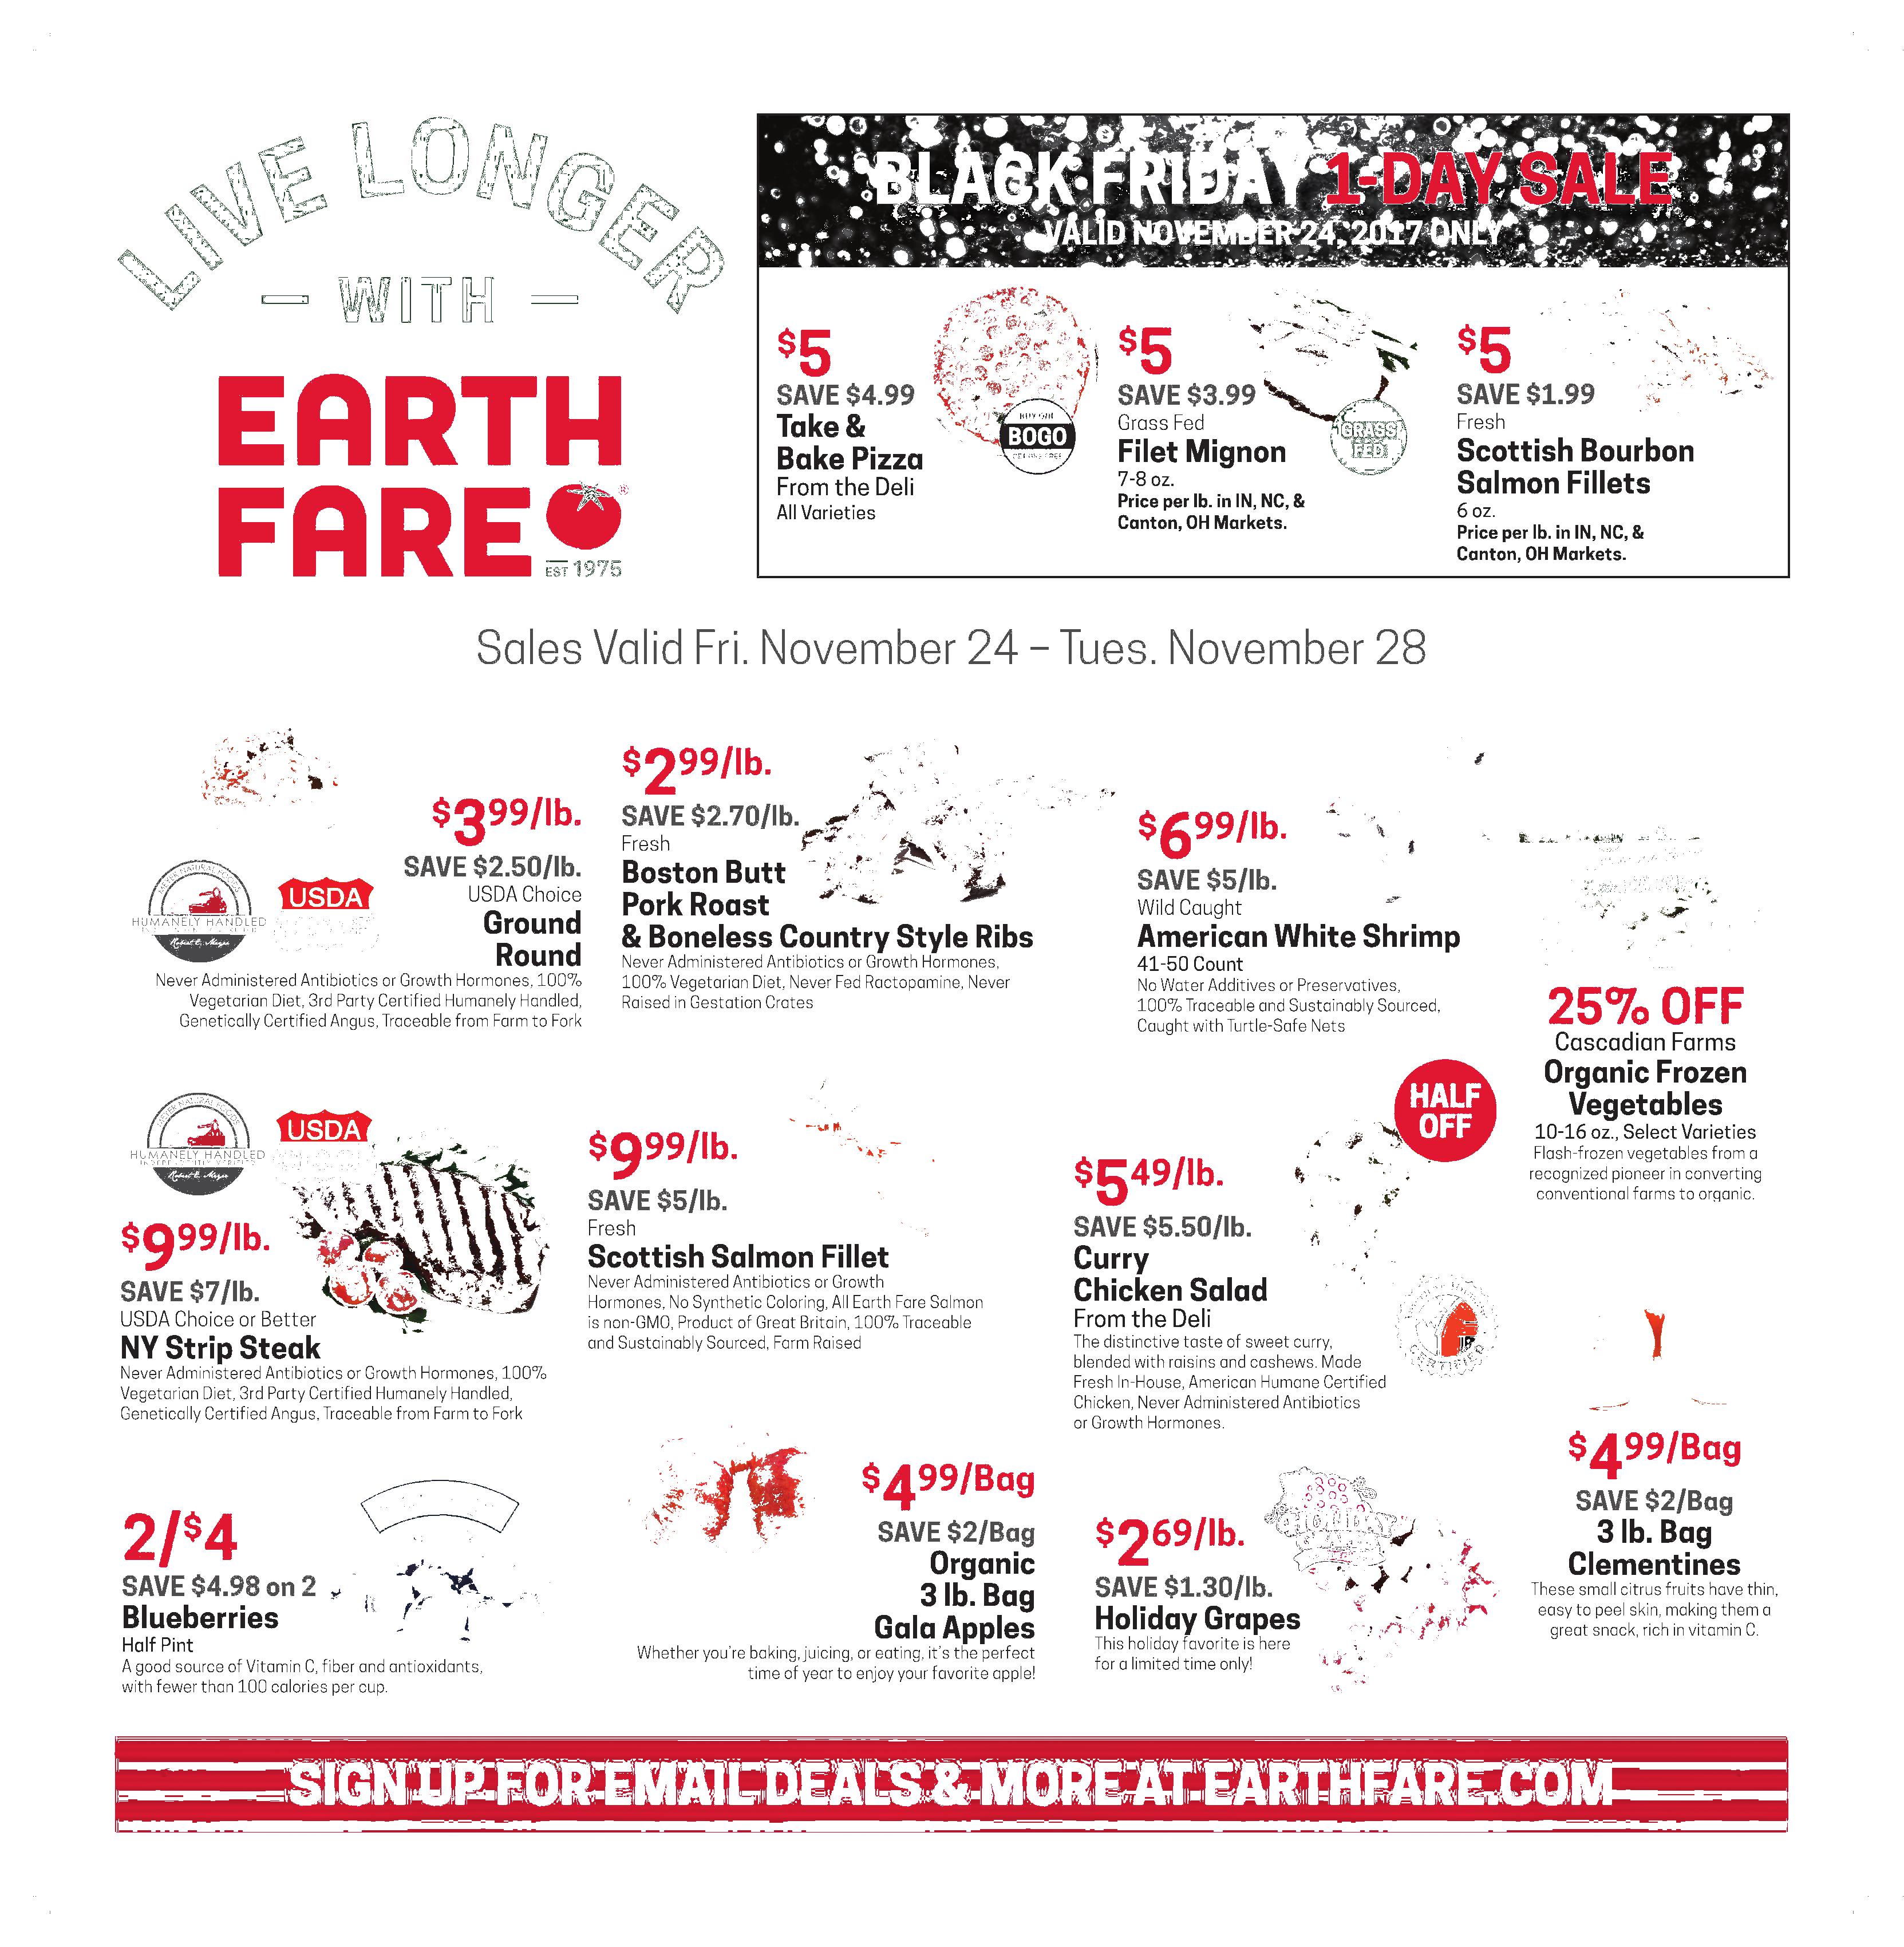 LIVE LONGER
WITH
EARTH
FARE
®
EST 1975
BLACK FRIDAY 1-DAY SALE
VALID NOVEMBER 24, 2017 ONLY
$5
SAVE $4.99
Take &
Bake Pizza
From the Deli
All Varieties
BUY ONE
BOGO
GET ONE FREE
$5
SAVE $3.99
Grass Fed
Filet Mignon
7-8 oz.
Price per lb. in IN, NC, &
Canton, OH Markets.
GRASS
FED
$5
SAVE $1.99
Fresh
Scottish Bourbon
Salmon Fillets
6 oz.
Price per lb. in IN, NC, &
Canton, OH Markets.
Sales Valid Fri. November 24 – Tues. November 28
$3.99/lb.
SAVE $2.50/lb.
USDA Choice
Ground
Round
Never Administered Antibiotics or Growth Hormones, 100%
Vegetarian Diet, 3rd Party Certified Humanely Handled,
Genetically Certified Angus, Traceable from Farm to Fork
MEYER NATURAL FOODS
HUMANELY HANDLED
USDA
$2 99/lb.
SAVE $2.70/lb.
Fresh
Boston Butt
Pork Roast
& Boneless Country Style Ribs
Never Administered Antibiotics or Growth Hormones,
100% Vegetarian Diet, Never Fed Ractopamine, Never
Raised in Gestation Crates
$6 99/lb.
SAVE $5/lb.
Wild Caught
American White Shrimp
41-50 Count
No Water Additives or Preservatives,
100% Traceable and Sustainably Sourced,
Caught with Turtle-Safe Nets
25% OFF
Cascadian Farms
Organic Frozen
Vegetables
10-16 oz., Select Varieties
Flash-frozen vegetables from a
recognized pioneer in converting
conventional farms to organic.
MEYER NATURAL FOODS
HUMANELY HANDLED
INDEPENDENTLY VERIFIED
USDA
$9 99/lb.
SAVE $7/lb.
USDA Choice or Better
NY Strip Steak
Never Administered Antibiotics or Growth Hormones, 100%
Vegetarian Diet, 3rd Party Certified Humanely Handled,
Genetically Certified Angus, Traceable from Farm to Fork
$9 99/lb.
SAVE $5/lb.
Fresh
Scottish Salmon Fillet
Never Administered Antibiotics or Growth
Hormones, No Synthetic Coloring, All Earth Fare Salmon
is non-GMO, Product of Great Britain, 100% Traceable
and Sustainably Sourced, Farm Raised
HALF
OFF
$5 49/lb.
SAVE $5.50/lb.
Curry
Chicken Salad
From the Deli
The distinctive taste of sweet curry,
blended with raisins and cashews. Made
Fresh In-House, American Humane Certified
Chicken, Never Administered Antibiotics
or Growth Hormones.
CERTIFIED
$4 99/Bag
SAVE $2/Bag
3 lb. Bag
Clementines
These small citrus fruits have thin,
easy to peel skin, making them a
great snack, rich in vitamin C.
2/$4
SAVE $4.98 on 2
Blueberries
Half Pint
A good source of Vitamin C, fiber and antioxidants,
with fewer than 100 calories per cup.
$4 99/Bag
SAVE $2/Bag
Organic
3 lb. Bag
Gala Apples
Whether you're baking, juicing, or eating, it's the perfect
time of year to enjoy your favorite apple!
$2 69/lb.
SAVE $1.30/lb.
Holiday Grapes
This holiday favorite is here
for a limited time only!
HOLIDAY
SIGN UP FOR EMAIL DEALS & MORE AT EARTHFARE.COM